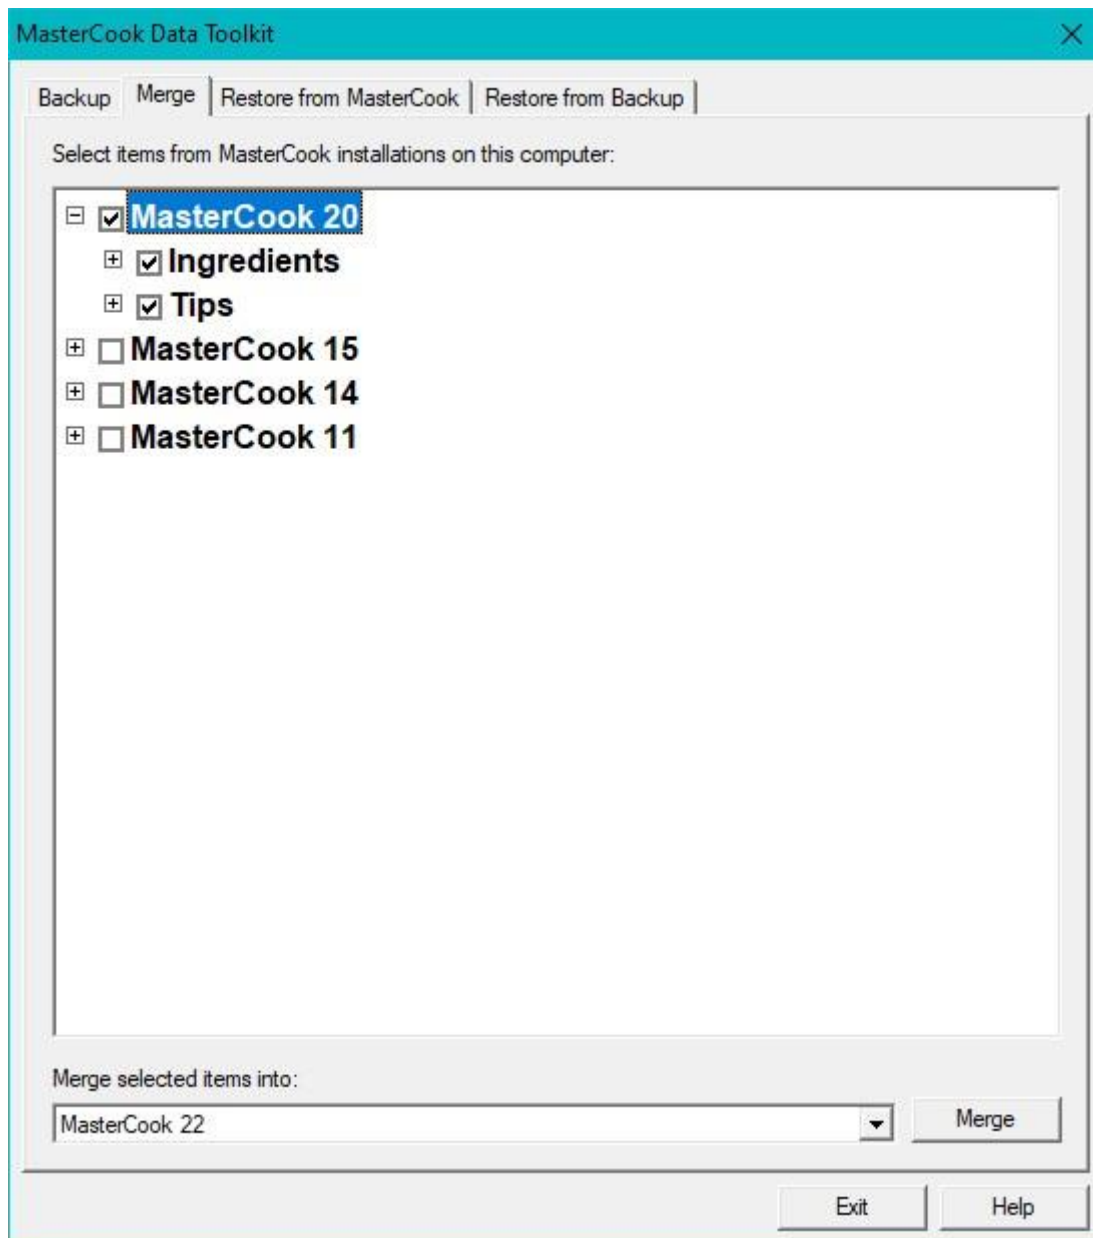 MasterCook Data Toolkit
Backup Merge Restore from MasterCook Restore from Backup
Select items from MasterCook installations on this computer:
MasterCook 20
Ingredients
Tips
MasterCook 15
MasterCook 14
MasterCook 11
Merge selected items into:
MasterCook 22 Merge
Exit Help